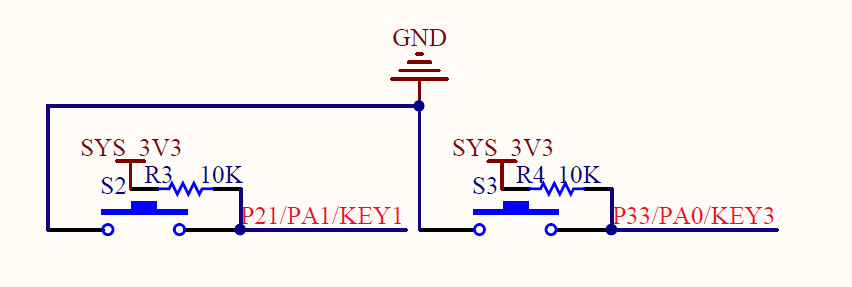 GND
SYS_3V3
R3
10K
S2
P21/PA1/KEY1
SYS_3V3
R4
10K
S3
P33/PA0/KEY3